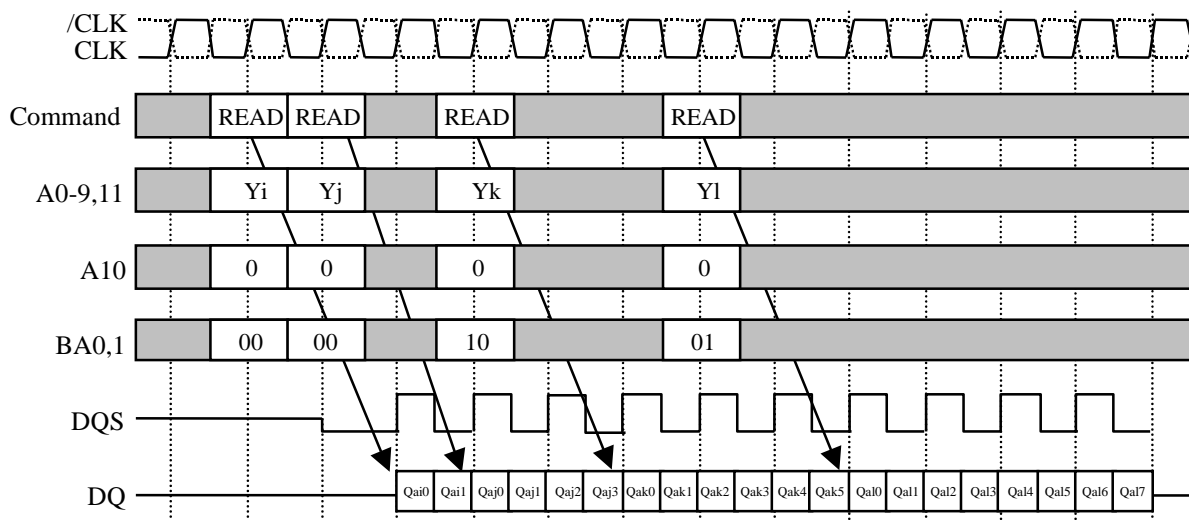 /CLK
CLK
Command READ READ READ READ
A0-9,11 Yi Yj Yk Yl
A10 0 0 0 0
BA0,1 00 00 10 01
DQS
DQ Qai0 Qai1 Qaj0 Qaj1 Qaj2 Qaj3 Qak0 Qak1 Qak2 Qak3 Qak4 Qak5 Qal0 Qal1 Qal2 Qal3 Qal4 Qal5 Qal6 Qal7